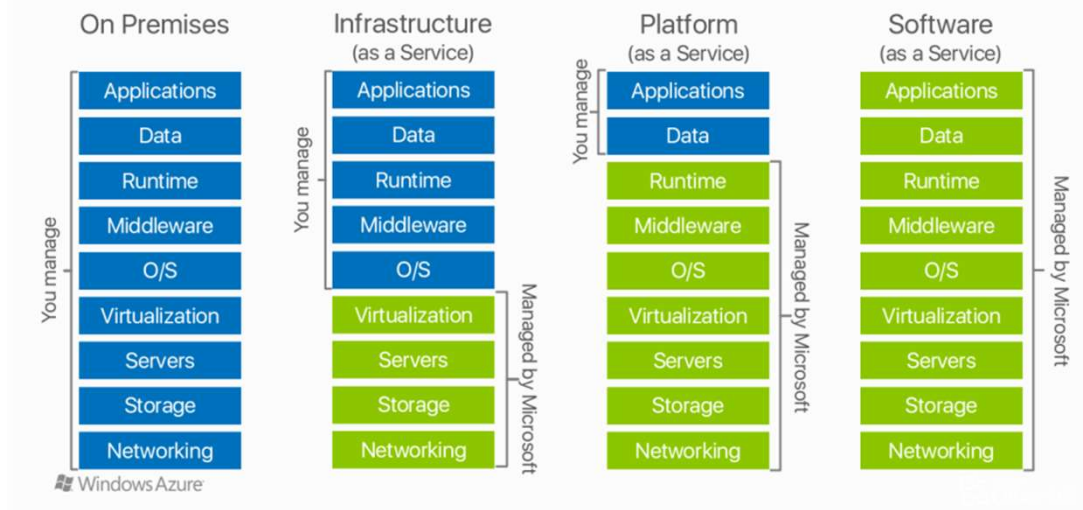 On Premises
Applications
Data
Runtime
Middleware
O/S
Virtualization
Servers
Storage
Networking
You manage
Windows Azure
Infrastructure
(as a Service)
Applications
Data
Runtime
Middleware
O/S
Virtualization
Servers
Storage
Networking
You manage
Managed by Microsoft
Platform
(as a Service)
Applications
Data
Runtime
Middleware
O/S
Virtualization
Servers
Storage
Networking
You manage
Managed by Microsoft
Software
(as a Service)
Applications
Data
Runtime
Middleware
O/S
Virtualization
Servers
Storage
Networking
Managed by Microsoft